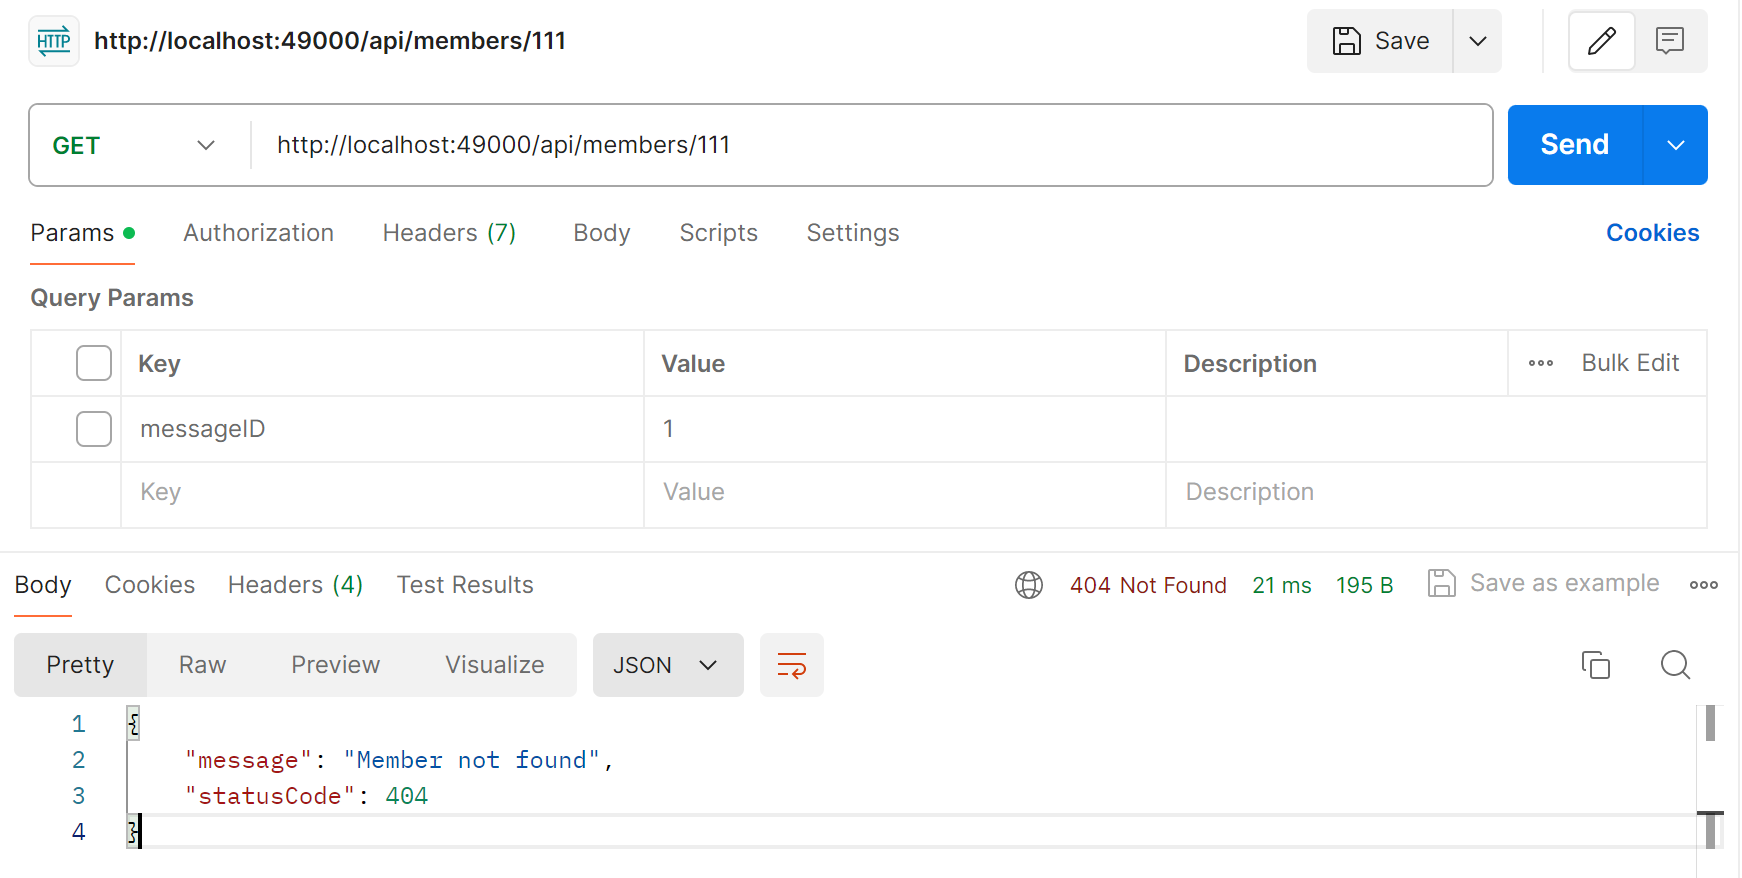 HTTP http://localhost:49000/api/members/111 Save
GET http://localhost:49000/api/members/111 Send
Params Authorization Headers (7) Body Scripts Settings Cookies
Query Params
Key Value Description Bulk Edit
messageID 1
Key Value Description
Body Cookies Headers (4) Test Results 404 Not Found 21 ms 195 B Save as example
Pretty Raw Preview Visualize JSON
1 {
2 "message": "Member not found",
3 "statusCode": 404
4 }